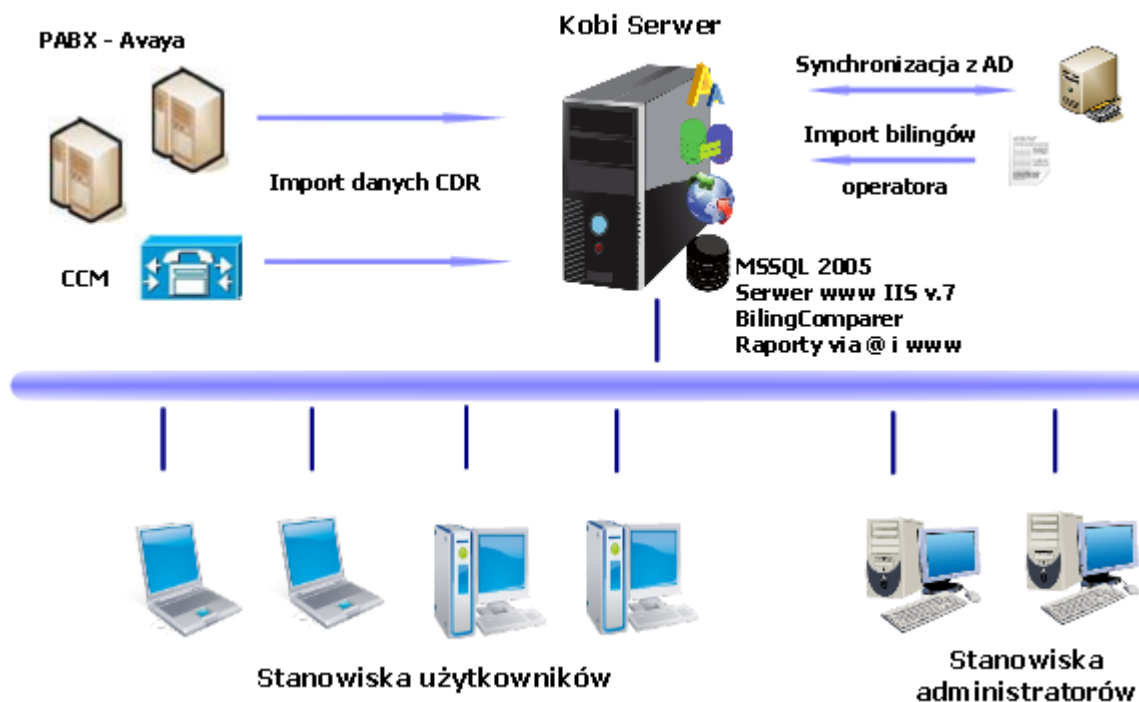 PABX - Avaya
Kobi Serwer
Synchronizacja z AD
Import bilingów
operatora
Import danych CDR
CCM
MSSQL 2005
Serwer www IIS v.7
BilingComparer
Raporty via @ i www
Stanowiska użytkowników
Stanowiska
administratorów